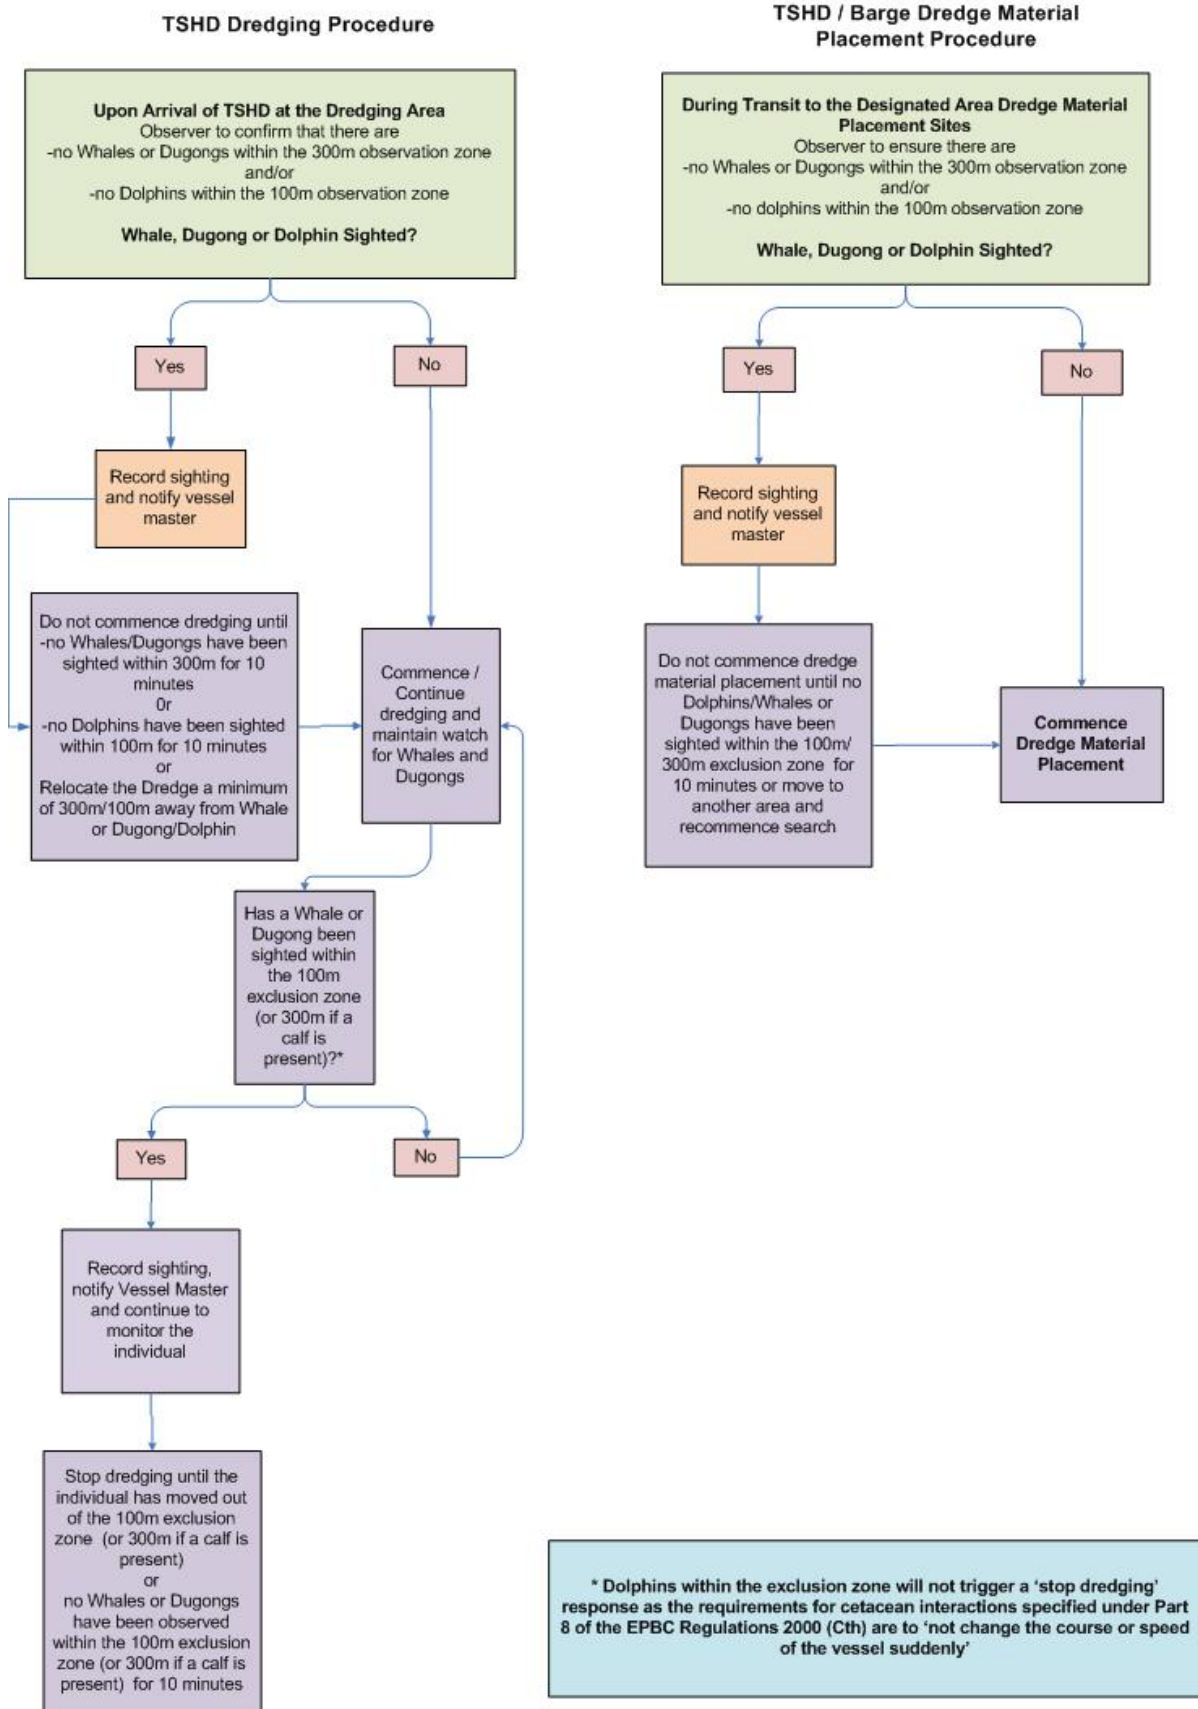 TSHD Dredging Procedure
Upon Arrival of TSHD at the Dredging Area
Observer to confirm that there are
-no Whales or Dugongs within the 300m observation zone
and/or
-no Dolphins within the 100m observation zone
Whale, Dugong or Dolphin Sighted?
Yes
No
Record sighting
and notify vessel
master
Do not commence dredging until
-no Whales/Dugongs have been
sighted within 300m for 10
minutes
0r
-no Dolphins have been sighted
within 100m for 10 minutes
or
Relocate the Dredge a minimum
of 300m/100m away from Whale
or Dugong/Dolphin
Commence /
Continue
dredging and
maintain watch
for Whales and
Dugongs
Has a Whale or
Dugong been
sighted within
the 100m
exclusion zone
(or 300m if a
calf is
present)?*
Yes
No
Record sighting,
notify Vessel Master
and continue to
monitor the
individual
Stop dredging until the
individual has moved out
of the 100m exclusion
zone (or 300m if a calf is
present)
or
no Whales or Dugongs
have been observed
within the 100m exclusion
zone (or 300m if a calf is
present) for 10 minutes
TSHD / Barge Dredge Material
Placement Procedure
During Transit to the Designated Area Dredge Material
Placement Sites
Observer to ensure there are
-no Whales or Dugongs within the 300m observation zone
and/or
-no dolphins within the 100m observation zone
Whale, Dugong or Dolphin Sighted?
Yes
No
Record sighting
and notify vessel
master
Do not commence dredge
material placement until no
Dolphins/Whales or
Dugongs have been
sighted within the 100m/
300m exclusion zone for
10 minutes or move to
another area and
recommence search
Commence
Dredge Material
Placement
* Dolphins within the exclusion zone will not trigger a ‘stop dredging’
response as the requirements for cetacean interactions specified under Part
8 of the EPBC Regulations 2000 (Cth) are to ‘not change the course or speed
of the vessel suddenly’